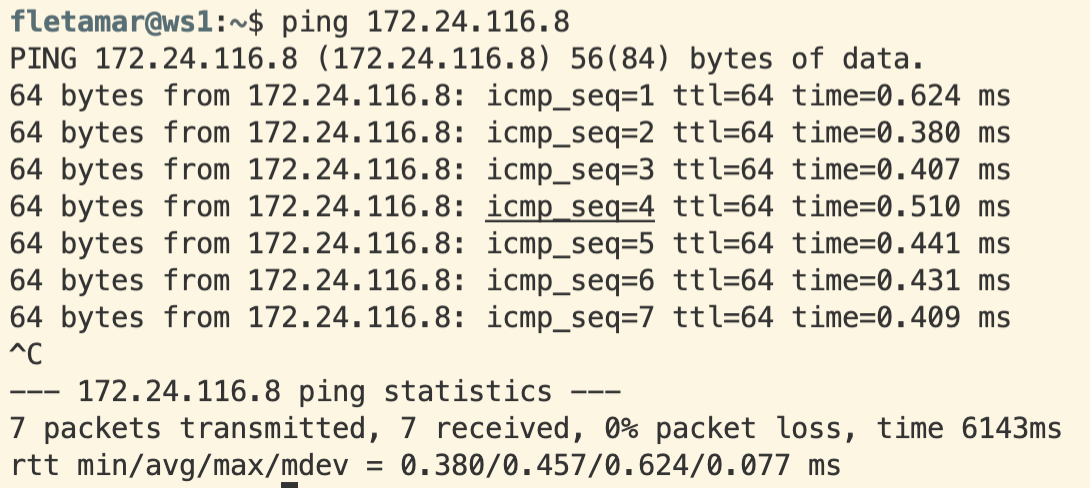 fletamar@ws1:~$ ping 172.24.116.8
PING 172.24.116.8 (172.24.116.8) 56(84) bytes of data.
64 bytes from 172.24.116.8: icmp_seq=1 ttl=64 time=0.624 ms
64 bytes from 172.24.116.8: icmp_seq=2 ttl=64 time=0.380 ms
64 bytes from 172.24.116.8: icmp_seq=3 ttl=64 time=0.407 ms
64 bytes from 172.24.116.8: icmp_seq=4 ttl=64 time=0.510 ms
64 bytes from 172.24.116.8: icmp_seq=5 ttl=64 time=0.441 ms
64 bytes from 172.24.116.8: icmp_seq=6 ttl=64 time=0.431 ms
64 bytes from 172.24.116.8: icmp_seq=7 ttl=64 time=0.409 ms
^C
--- 172.24.116.8 ping statistics ---
7 packets transmitted, 7 received, 0% packet loss, time 6143ms
rtt min/avg/max/mdev = 0.380/0.457/0.624/0.077 ms